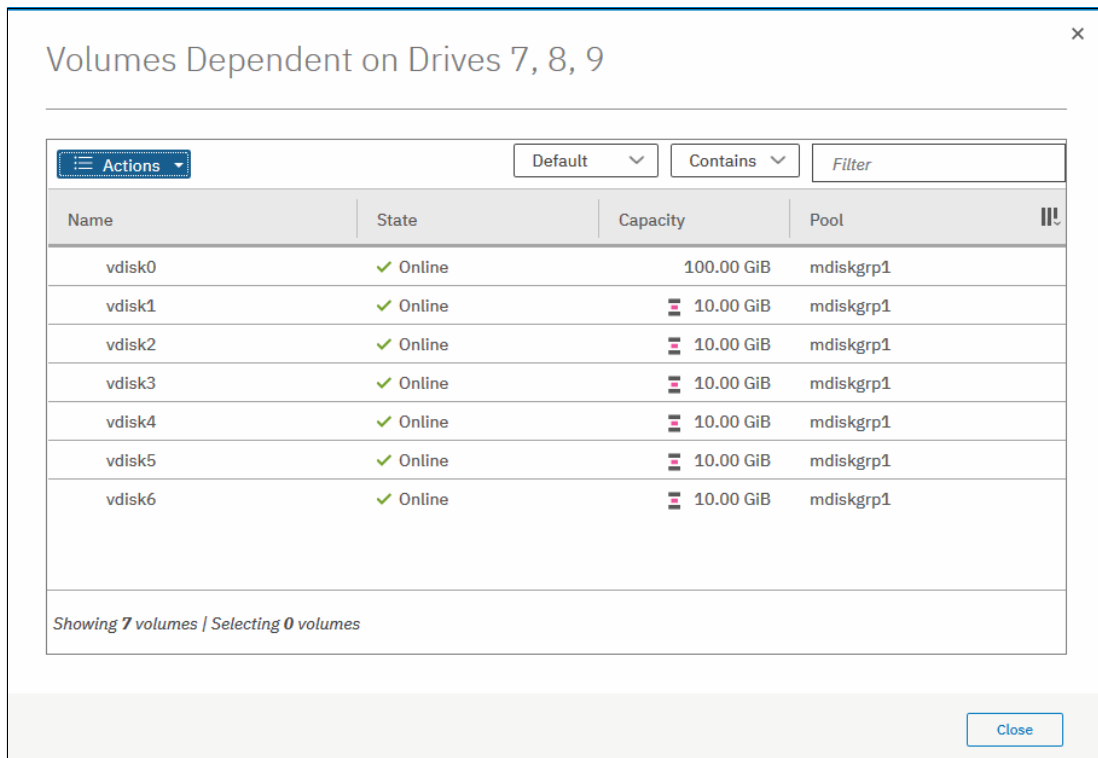 Volumes Dependent on Drives 7, 8, 9
Actions Default Contains Filter
Name State Capacity Pool
vdisk0 Online 100.00 GiB mdiskgrp1
vdisk1 Online 10.00 GiB mdiskgrp1
vdisk2 Online 10.00 GiB mdiskgrp1
vdisk3 Online 10.00 GiB mdiskgrp1
vdisk4 Online 10.00 GiB mdiskgrp1
vdisk5 Online 10.00 GiB mdiskgrp1
vdisk6 Online 10.00 GiB mdiskgrp1
Showing 7 volumes | Selecting 0 volumes
Close